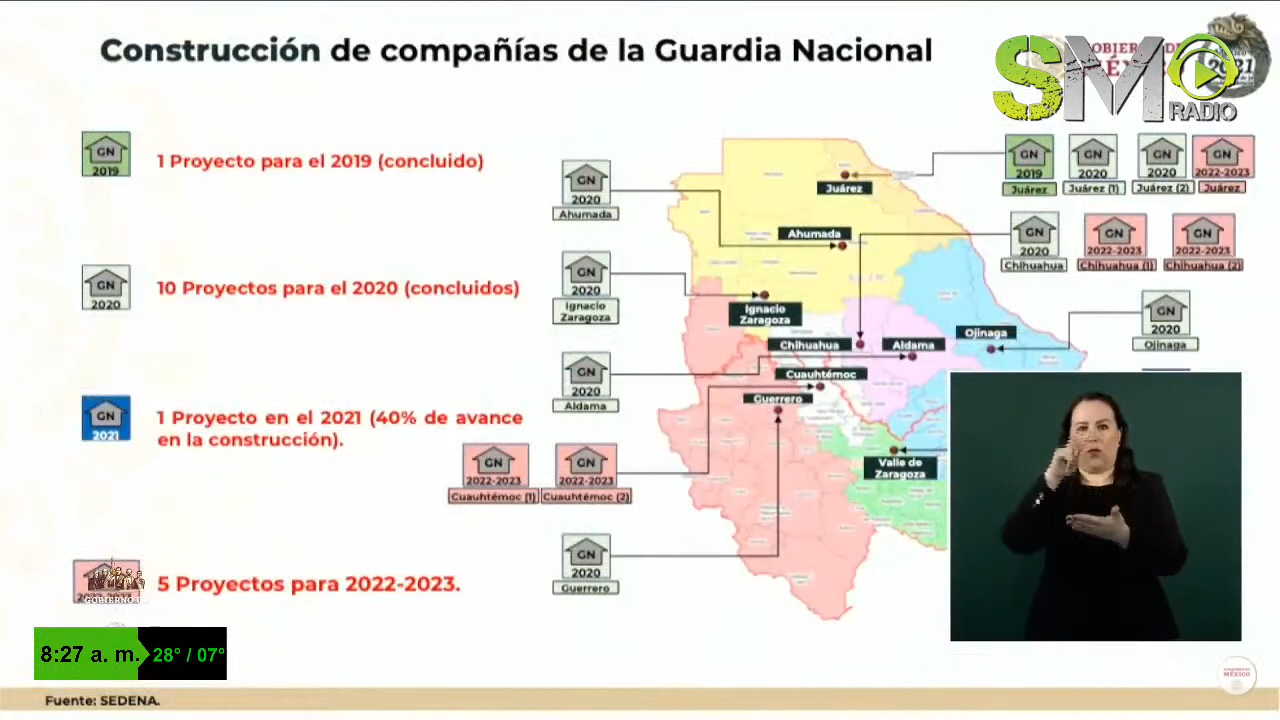 Construcción de compañías de la Guardia Nacional
GOBIERNO DE
MÉXICO
2021
SM
RADIO
GN
2019
1 Proyecto para el 2019 (concluido)
GN
2020
10 Proyectos para el 2020 (concluidos)
GN
2021
1 Proyecto en el 2021 (40% de avance
en la construcción).
5 Proyectos para 2022-2023.
GN
2020
Ahumada
GN
2020
Ignacio
Zaragoza
GN
2020
Aldama
GN
2022-2023
Cuauhtémoc (1)
GN
2022-2023
Cuauhtémoc (2)
GN
2020
Guerrero
Juárez
Ahumada
Ignacio
Zaragoza
Chihuahua
Aldama
Ojinaga
Cuauhtémoc
Guerrero
Valle de
Zaragoza
GN
2019
Juárez
GN
2020
Juárez (1)
GN
2020
Juárez (2)
GN
2022-2023
Juárez
GN
2020
Chihuahua
GN
2022-2023
Chihuahua (1)
GN
2022-2023
Chihuahua (2)
GN
2020
Ojinaga
8:27 a. m.
28° / 07°
Fuente: SEDENA.
MÉXICO